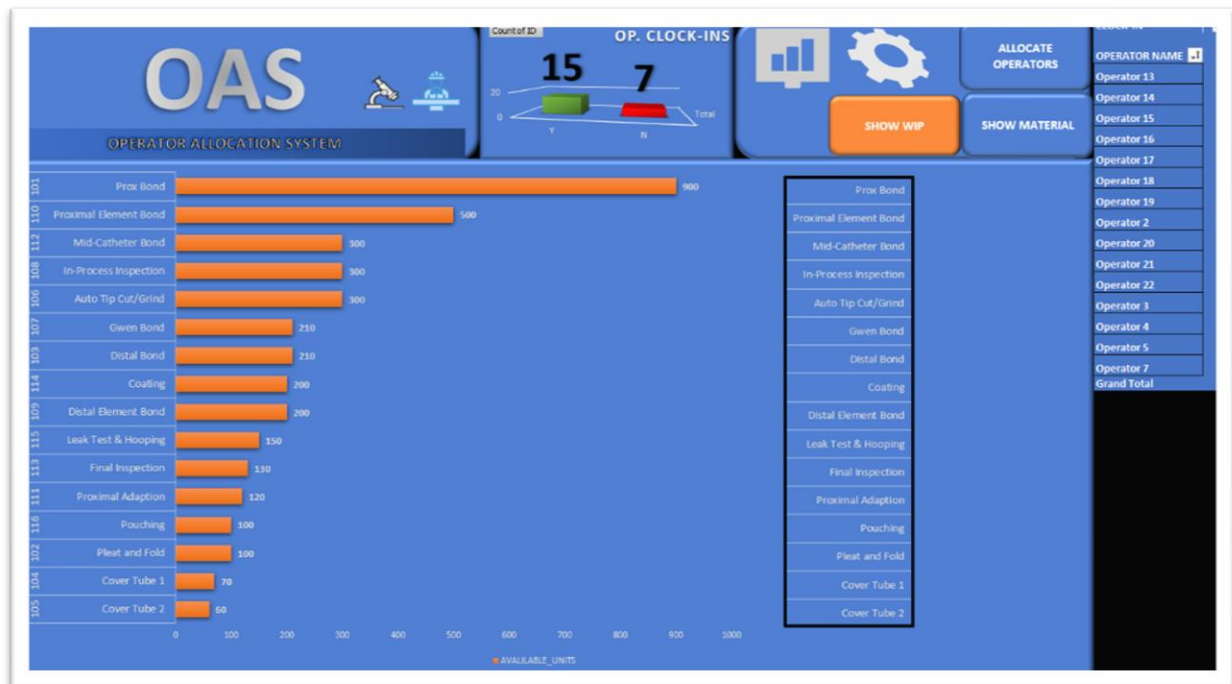 OAS
OPERATOR ALLOCATION SYSTEM
Count of ID
OP. CLOCK-INS
15
7
20
0
Y
N
Total
SHOW WIP
ALLOCATE
OPERATORS
SHOW MATERIAL
OPERATOR NAME
Operator 13
Operator 14
Operator 15
Operator 16
Operator 17
Operator 18
Operator 19
Operator 2
Operator 20
Operator 21
Operator 22
Operator 3
Operator 4
Operator 5
Operator 7
Grand Total
101 Prox Bond 900
110 Proximal Element Bond 500
112 Mid-Catheter Bond 300
108 In-Process Inspection 300
106 Auto Tip Cut/Grind 300
107 Gwen Bond 210
103 Distal Bond 210
114 Coating 200
109 Distal Element Bond 200
115 Leak Test & Hooping 150
113 Final Inspection 130
111 Proximal Adaption 120
116 Pouching 100
102 Pleat and Fold 100
104 Cover Tube 1 70
105 Cover Tube 2 60
0 100 200 300 400 500 600 700 800 900 1000
AVALILABLE_UNITS
Prox Bond
Proximal Element Bond
Mid-Catheter Bond
In-Process Inspection
Auto Tip Cut/Grind
Gwen Bond
Distal Bond
Coating
Distal Element Bond
Leak Test & Hooping
Final Inspection
Proximal Adaption
Pouching
Pleat and Fold
Cover Tube 1
Cover Tube 2